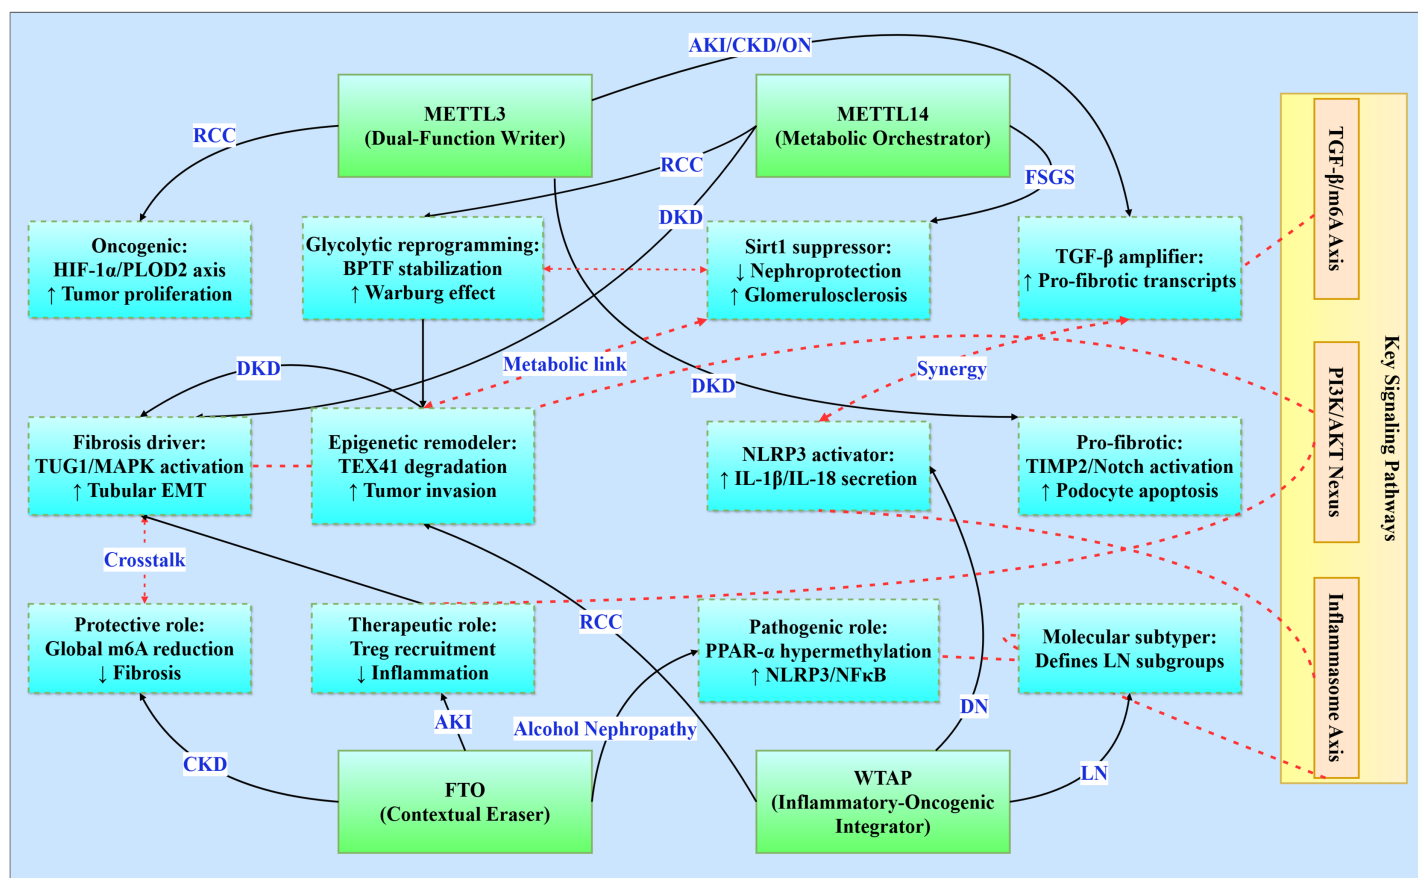 AKI/CKD/ON
METTL3
(Dual-Function Writer)
METTL14
(Metabolic Orchestrator)
RCC
RCC
FSGS
DKD
Oncogenic:
HIF-1α/PLOD2 axis
↑ Tumor proliferation
Glycolytic reprogramming:
BPTF stabilization
↑ Warburg effect
Sirt1 suppressor:
↓ Nephroprotection
↑ Glomerulosclerosis
TGF-β amplifier:
↑ Pro-fibrotic transcripts
DKD
Metabolic link
DKD
Synergy
Fibrosis driver:
TUG1/MAPK activation
↑ Tubular EMT
Epigenetic remodeler:
TEX41 degradation
↑ Tumor invasion
NLRP3 activator:
↑ IL-1β/IL-18 secretion
Pro-fibrotic:
TIMP2/Notch activation
↑ Podocyte apoptosis
Crosstalk
Protective role:
Global m6A reduction
↓ Fibrosis
Therapeutic role:
Treg recruitment
↓ Inflammation
RCC
Pathogenic role:
PPAR-α hypermethylation
↑ NLRP3/NFκB
Molecular subtyper:
Defines LN subgroups
CKD
AKI
Alcohol Nephropathy
DN
LN
FTO
(Contextual Eraser)
WTAP
(Inflammatory-Oncogenic
Integrator)
TGF-β/m6A Axis
PI3K/AKT Nexus
Inflammasome Axis
Key Signaling Pathways